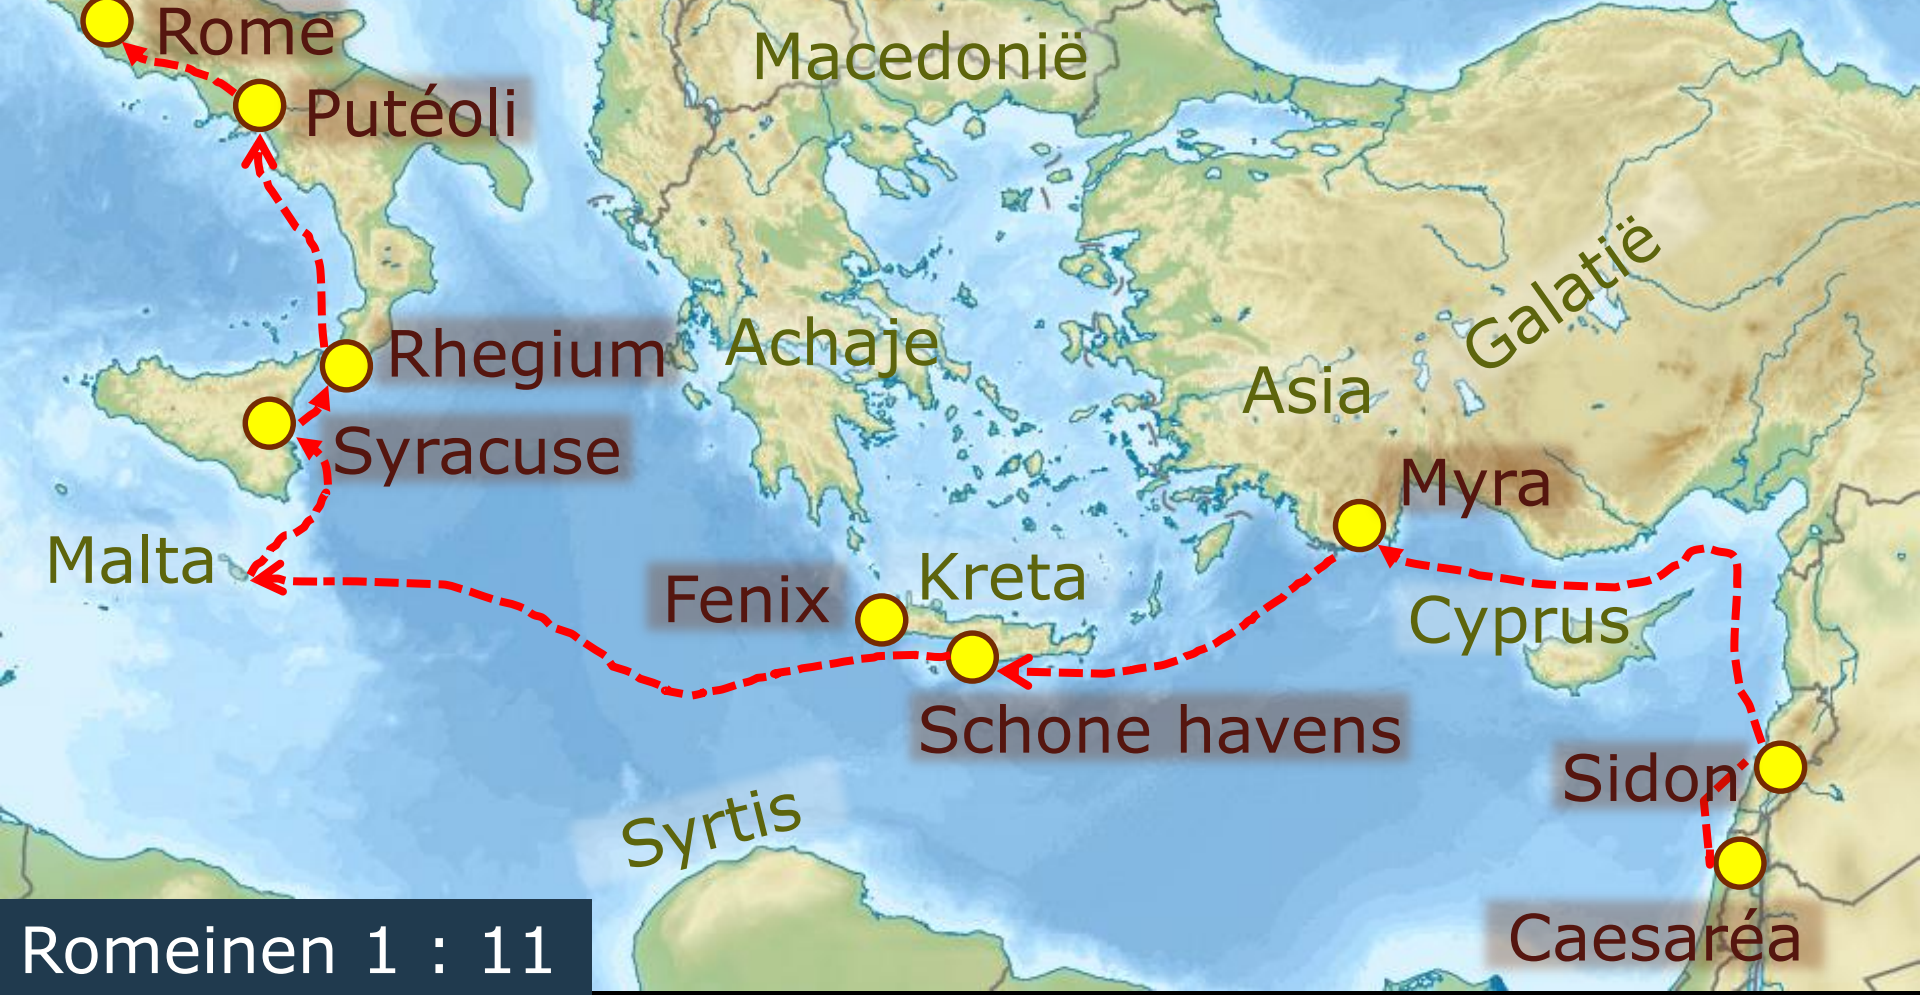 Rome
Macedonië
Putéoli
Galatië
Rhegium
Achaje
Asia
Syracuse
Myra
Malta
Kreta
Fenix
Cyprus
Schone havens
Sidon
Syrtis
Caesaréa
Romeinen 1 : 11